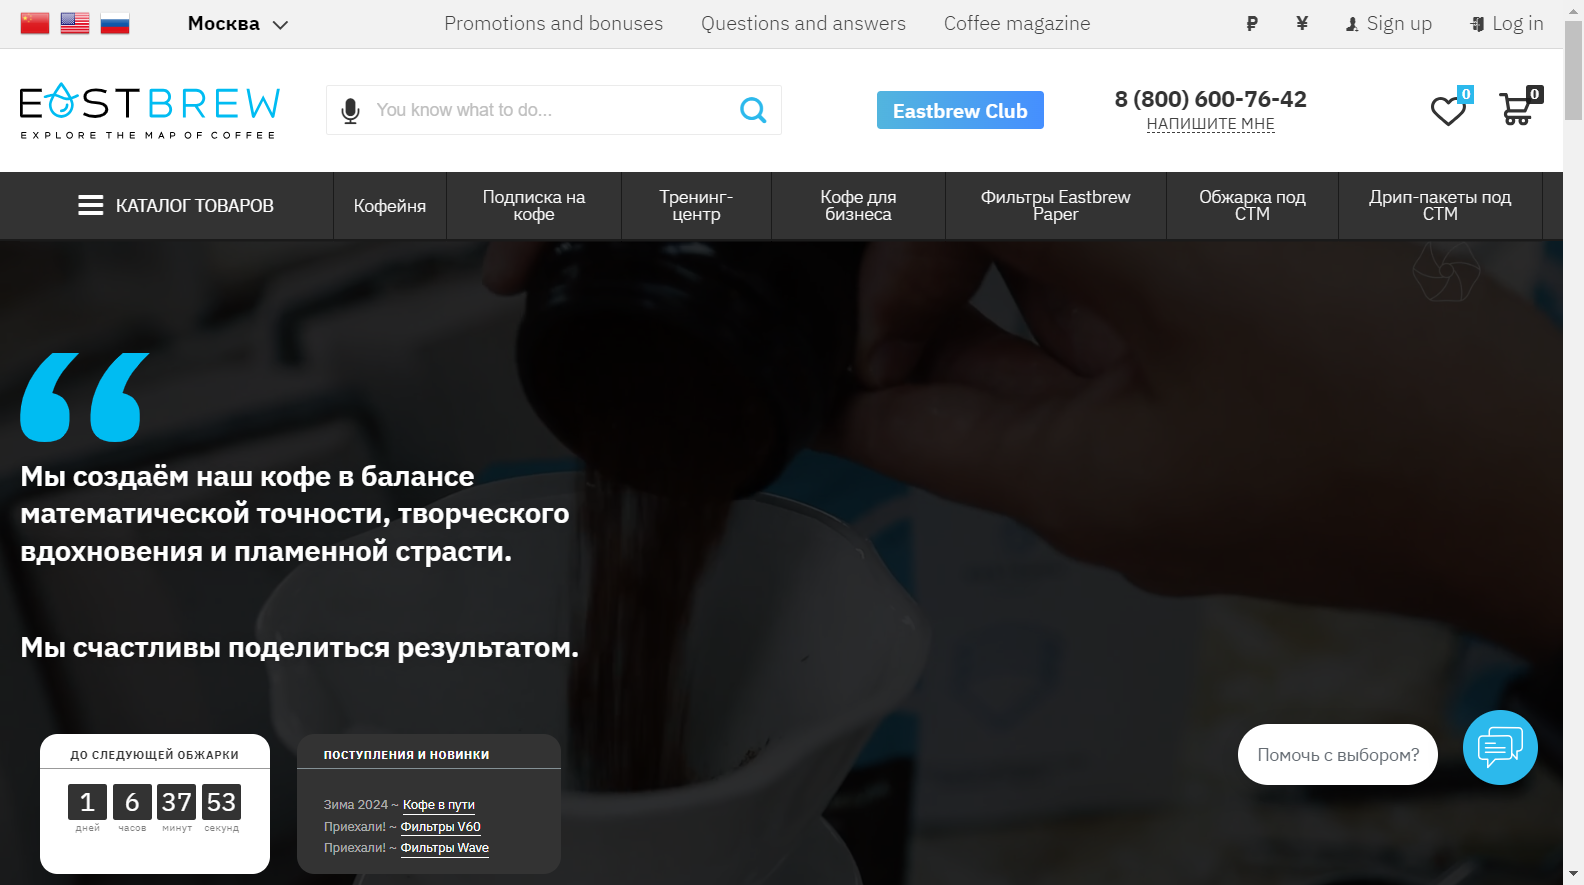 Москва
Promotions and bonuses
Questions and answers
Coffee magazine
₽
¥
Sign up
Log in
EASTBREW
EXPLORE THE MAP OF COFFEE
You know what to do...
Eastbrew Club
8 (800) 600-76-42
НАПИШИТЕ МНЕ
0
0
КАТАЛОГ ТОВАРОВ
Кофейня
Подписка на
кофе
Тренинг-
центр
Кофе для
бизнеса
Фильтры Eastbrew
Paper
Обжарка под
СТМ
Дрип-пакеты под
СТМ
“
Мы создаём наш кофе в балансе
математической точности, творческого
вдохновения и пламенной страсти.
Мы счастливы поделиться результатом.
ДО СЛЕДУЮЩЕЙ ОБЖАРКИ
1 6 37 53
дней часов минут секунд
ПОСТУПЛЕНИЯ И НОВИНКИ
Зима 2024 ~ Кофе в пути
Приехали! ~ Фильтры V60
Приехали! ~ Фильтры Wave
Помочь с выбором?